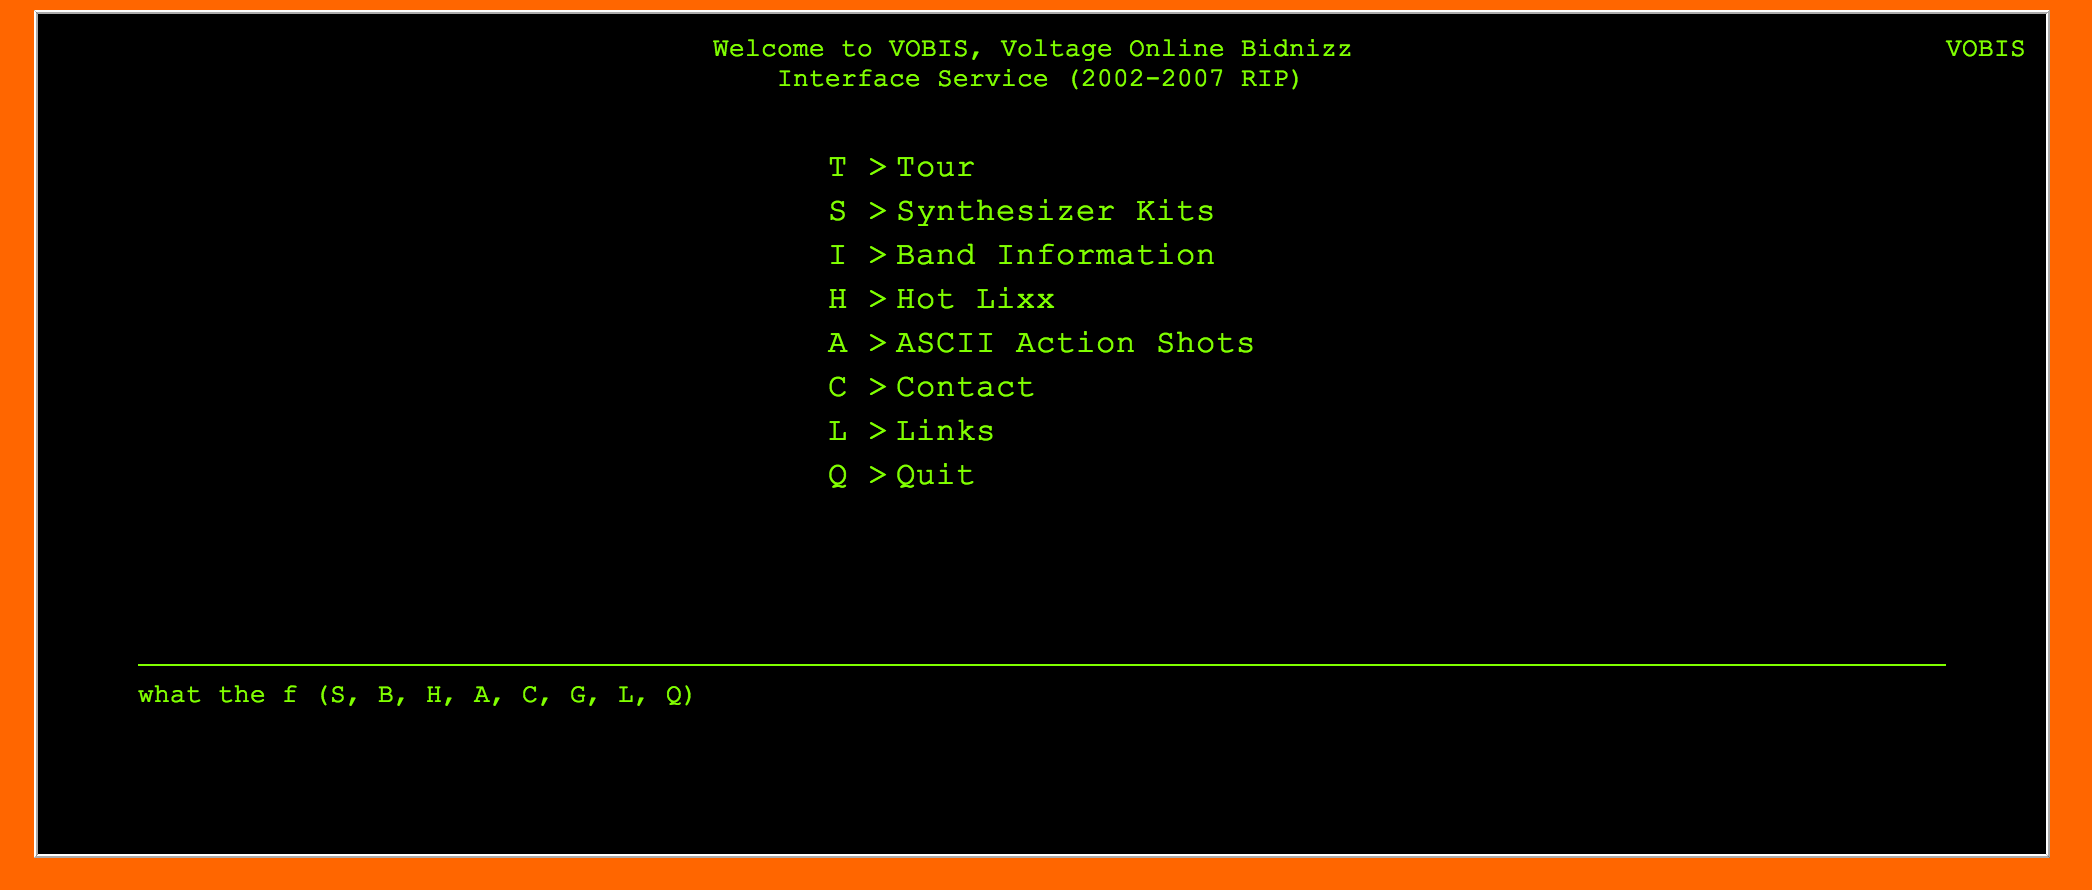 Welcome to VOBIS, Voltage Online Bidnizz
Interface Service (2002-2007 RIP)
VOBIS
T > Tour
S > Synthesizer Kits
I > Band Information
H > Hot Lixx
A > ASCII Action Shots
C > Contact
L > Links
Q > Quit
what the f (S, B, H, A, C, G, L, Q)